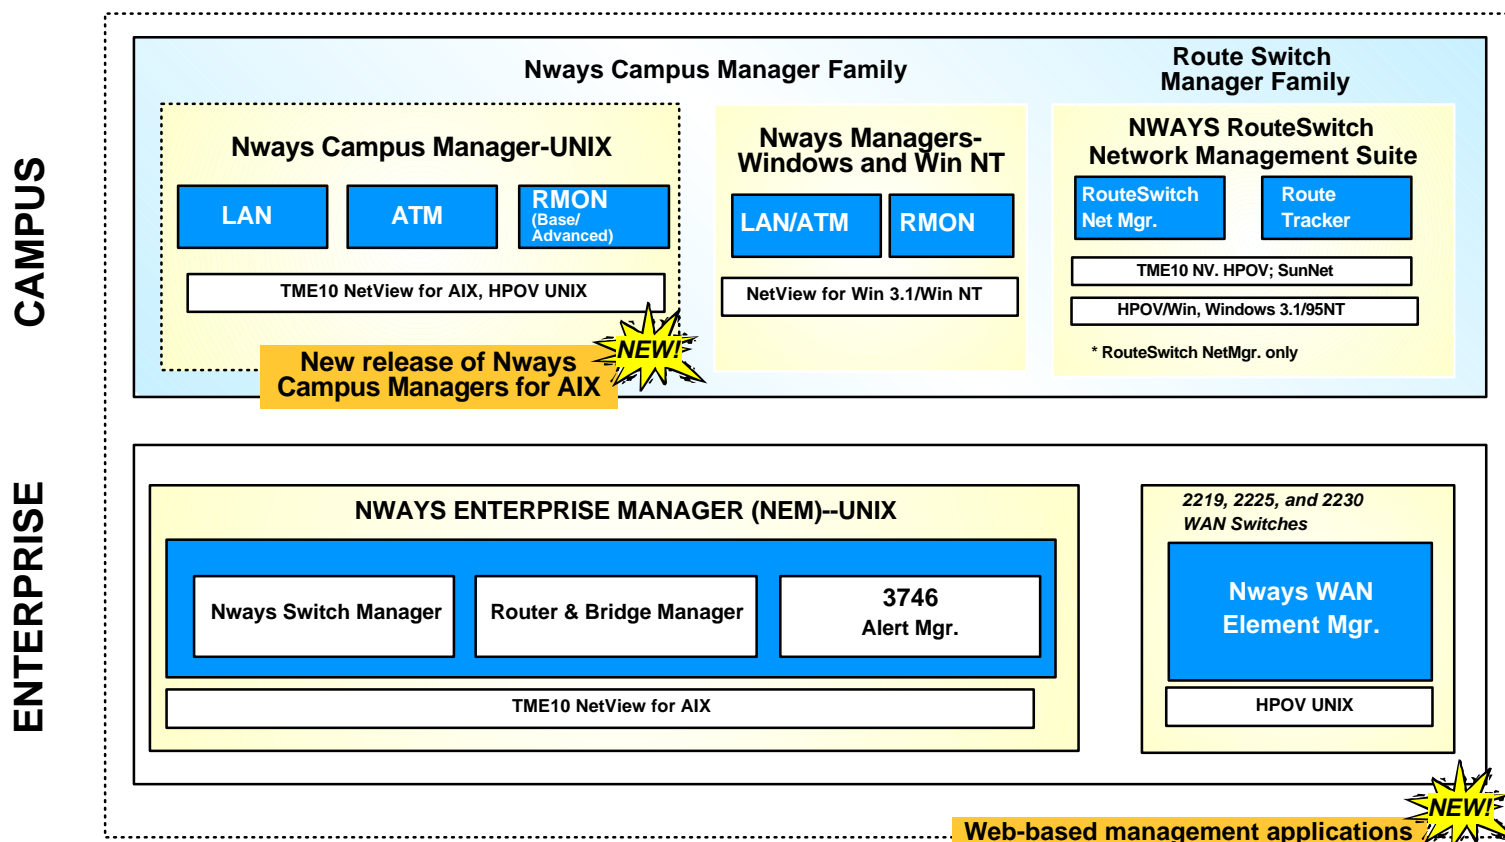 CAMPUS
Nways Campus Manager Family
Route Switch
Manager Family
Nways Campus Manager-UNIX
LAN
ATM
RMON
(Base/
Advanced)
TME10 NetView for AIX, HPOV UNIX
New release of Nways
Campus Managers for AIX
NEW!
Nways Managers-
Windows and Win NT
LAN/ATM
RMON
NetView for Win 3.1/Win NT
NWAYS RouteSwitch
Network Management Suite
RouteSwitch
Net Mgr.
Route
Tracker
TME10 NV. HPOV; SunNet
HPOV/Win, Windows 3.1/95NT
* RouteSwitch NetMgr. only
ENTERPRISE
NWAYS ENTERPRISE MANAGER (NEM)--UNIX
Nways Switch Manager
Router & Bridge Manager
3746
Alert Mgr.
TME10 NetView for AIX
2219, 2225, and 2230
WAN Switches
Nways WAN
Element Mgr.
HPOV UNIX
Web-based management applications
NEW!